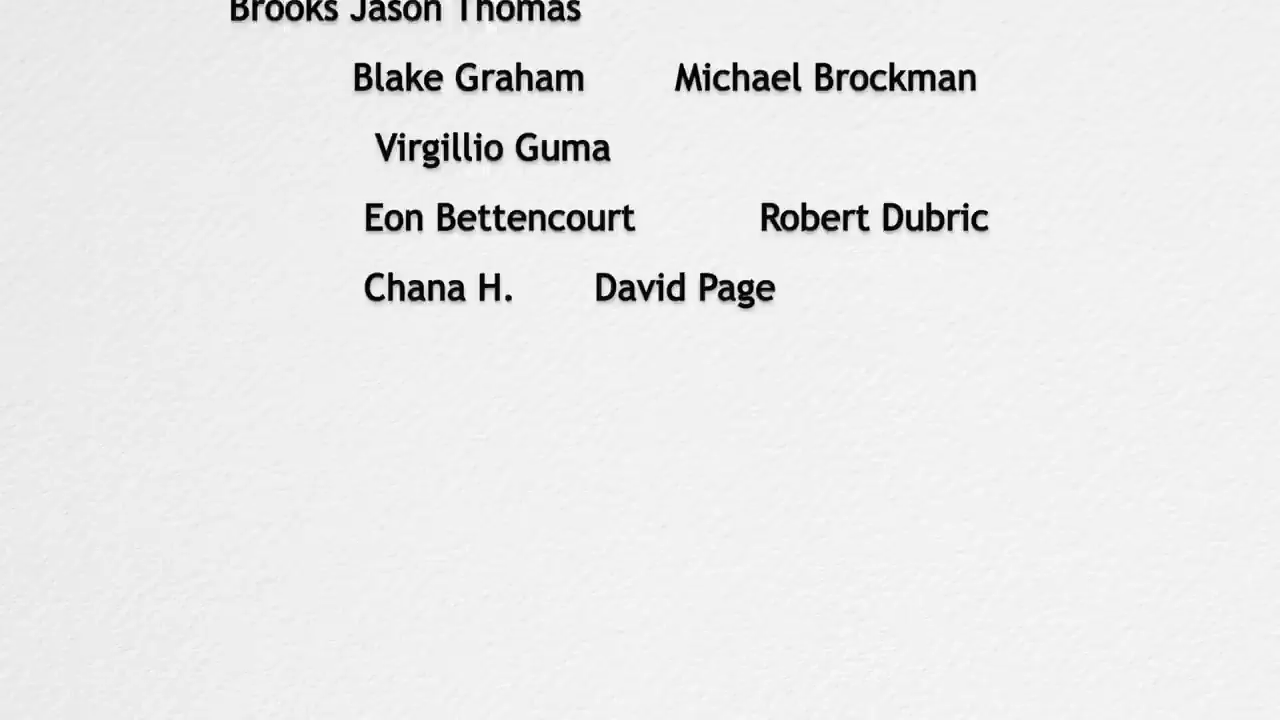 Brooks Jason Thomas
Blake Graham Michael Brockman
Virgillio Guma
Eon Bettencourt Robert Dubric
Chana H. David Page